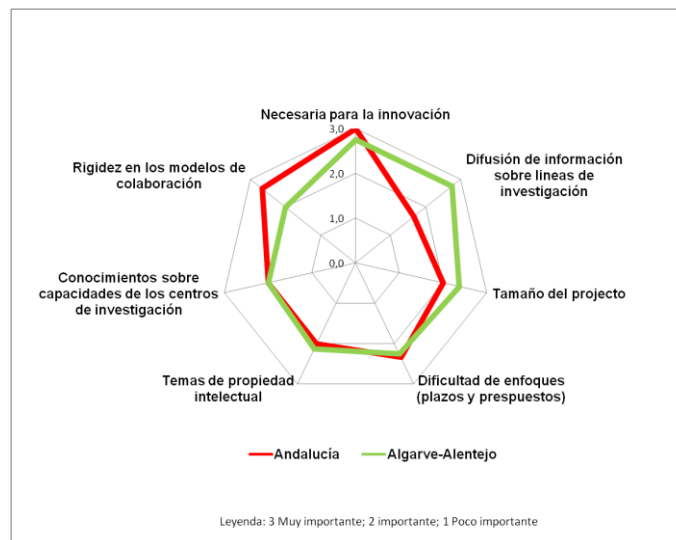 Necesaria para la innovación
3,0
Rigidez en los modelos de
colaboración
Difusión de información
sobre lineas de
investigación
2,0
1,0
0,0
Conocimientos sobre
capacidades de los centros
de investigación
Tamaño del projecto
Temas de propiedad
intelectual
Dificultad de enfoques
(plazos y prespuestos)
Andalucía
Algarve-Alentejo
Leyenda: 3 Muy importante; 2 importante; 1 Poco importante